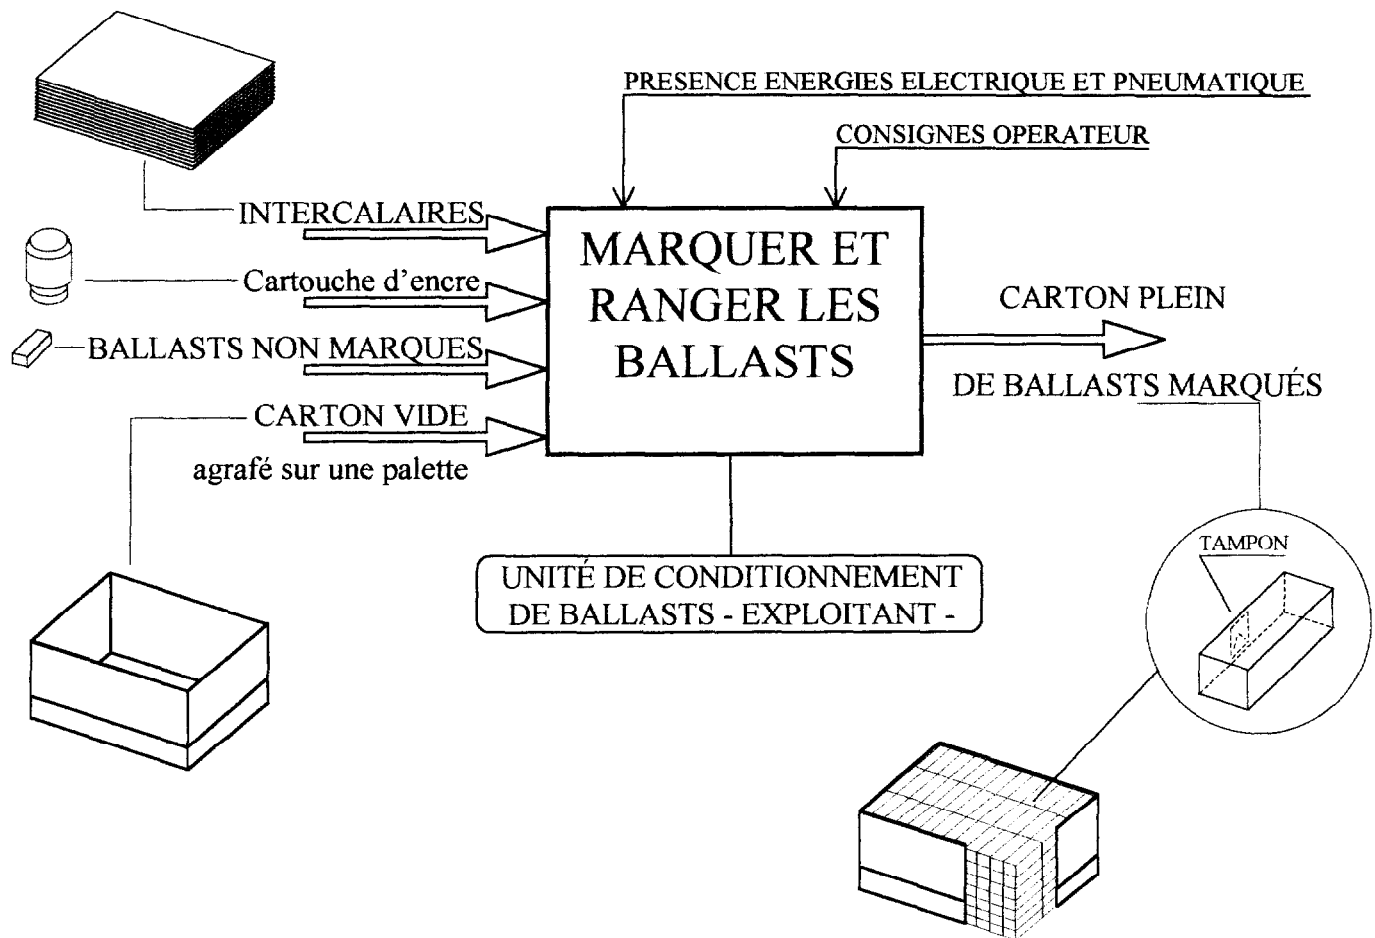 PRESENCE ENERGIES ELECTRIQUE ET PNEUMATIQUE
CONSIGNES OPERATEUR
INTERCALAIRES
Cartouche d'encre
BALLASTS NON MARQUES
CARTON VIDE
agrafé sur une palette
MARQUER ET
RANGER LES
BALLASTS
CARTON PLEIN
DE BALLASTS MARQUÉS
UNITÉ DE CONDITIONNEMENT
DE BALLASTS - EXPLOITANT -
TAMPON